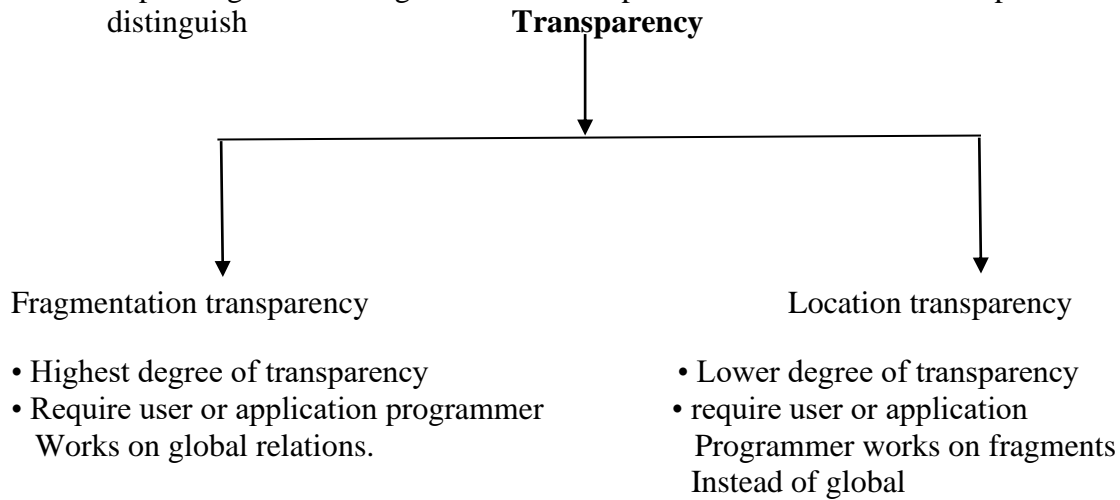 distinguish
Transparency
Fragmentation transparency
• Highest degree of transparency
• Require user or application programmer
Works on global relations.
Location transparency
• Lower degree of transparency
• require user or application
Programmer works on fragments
Instead of global